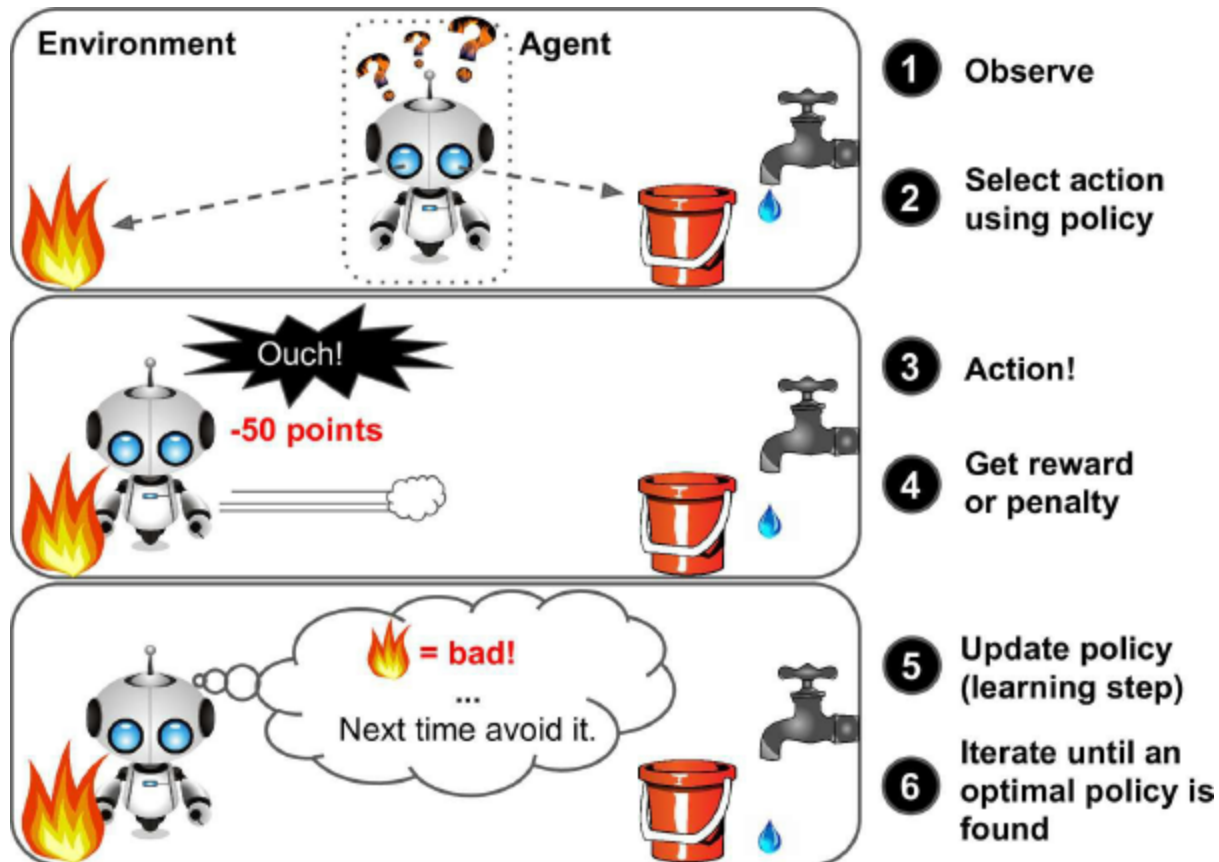 Environment
Agent
? ? ?
1 Observe
2 Select action
using policy
Ouch!
-50 points
3 Action!
4 Get reward
or penalty
= bad!
...
Next time avoid it.
5 Update policy
(learning step)
6 Iterate until an
optimal policy is
found